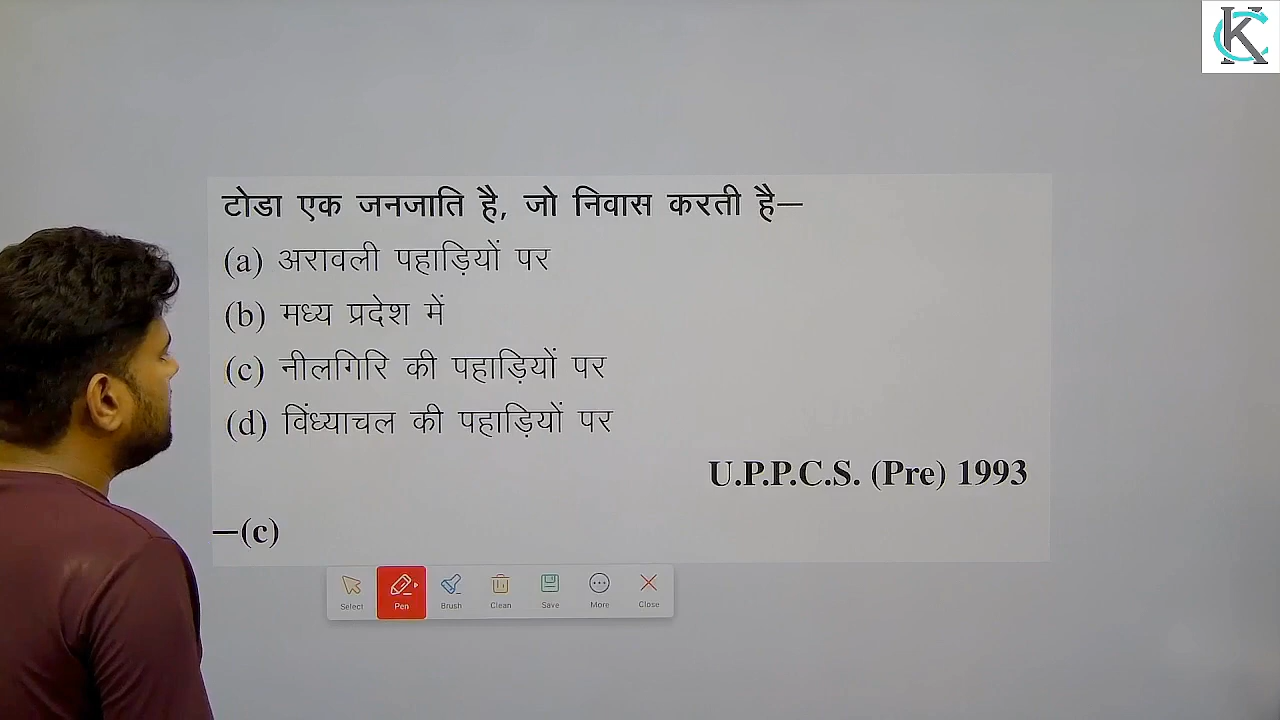 टोडा एक जनजाति है, जो निवास करती है—
(a) अरावली पहाड़ियों पर
(b) मध्य प्रदेश में
(c) नीलगिरि की पहाड़ियों पर
(d) विंध्याचल की पहाड़ियों पर
U.P.P.C.S. (Pre) 1993
—(c)
Select Pen Brush Clean Save More Close
KC